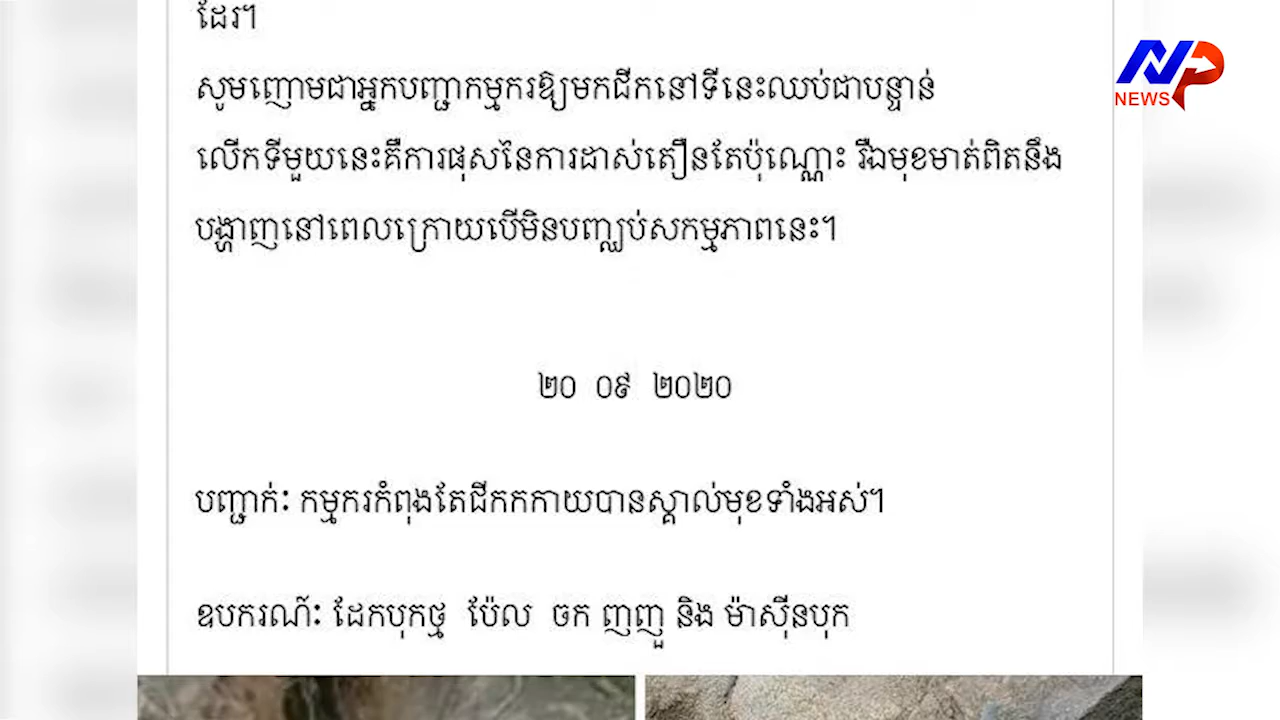 ដែរ។
NEWS
សូមញោមជាអ្នកបញ្ជាកម្មករឱ្យមកជីកនៅទីនេះឈប់ជាបន្ទាន់
លើកទីមួយនេះគឺការផុសនៃការដាស់តឿនតែប៉ុណ្ណោះ រឺឯមុខមាត់ពិតនឹង
បង្ហាញនៅពេលក្រោយបើមិនបញ្ឈប់សកម្មភាពនេះ។
២០ ០៩ ២០២០
បញ្ជាក់ៈ កម្មករកំពុងតែជីកកកាយបានស្គាល់មុខទាំងអស់។
ឧបករណ៍ៈ ដែកបុកថ្ម ប៉ែល ចក ញញួ និង ម៉ាស៊ីនបុក